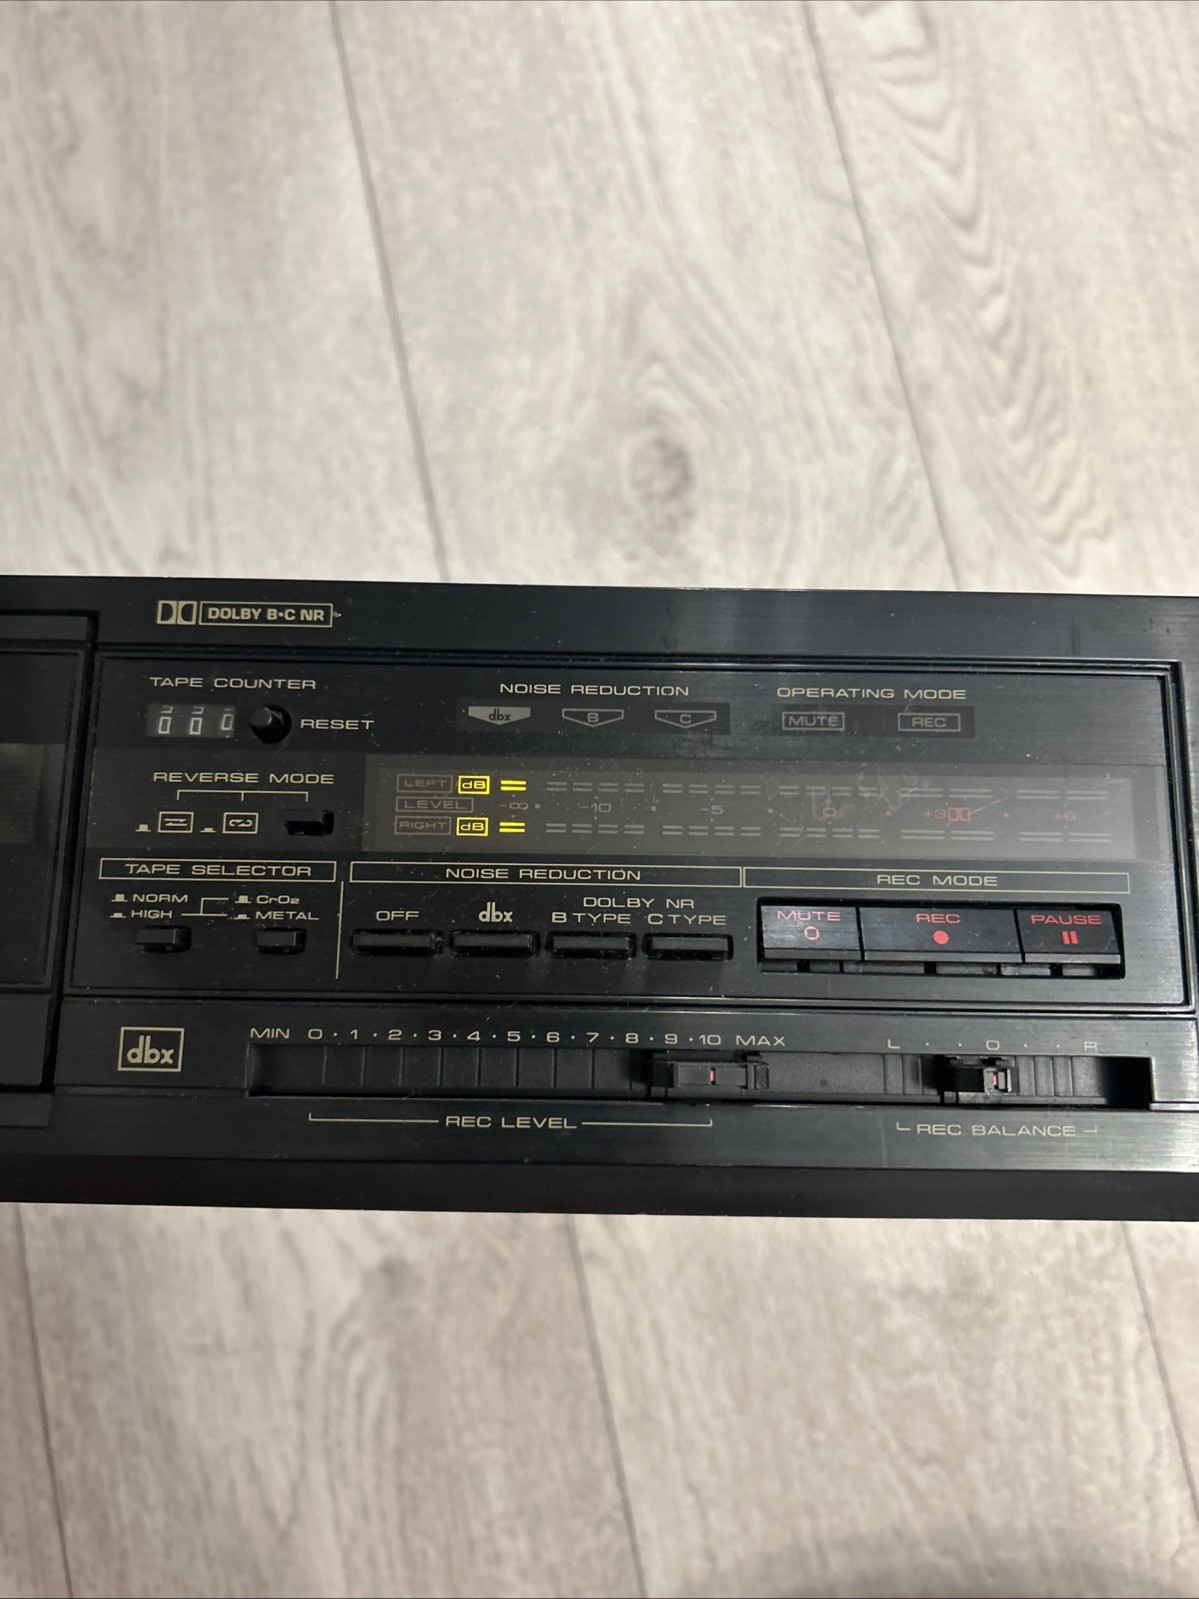 DOLBY B·C NR
TAPE COUNTER
000
RESET
NOISE REDUCTION
dbx B C
OPERATING MODE
MUTE REC
REVERSE MODE
LEFT dB
LEVEL -∞ · -10 · -5 · 0 · +3 · +6
RIGHT dB
TAPE SELECTOR
NORM CrO2
HIGH METAL
NOISE REDUCTION
OFF dbx DOLBY NR
B TYPE C TYPE
REC MODE
MUTE REC PAUSE
dbx
MIN 0 · 1 · 2 · 3 · 4 · 5 · 6 · 7 · 8 · 9 · 10 MAX
REC LEVEL
L · · 0 · · R
REC BALANCE